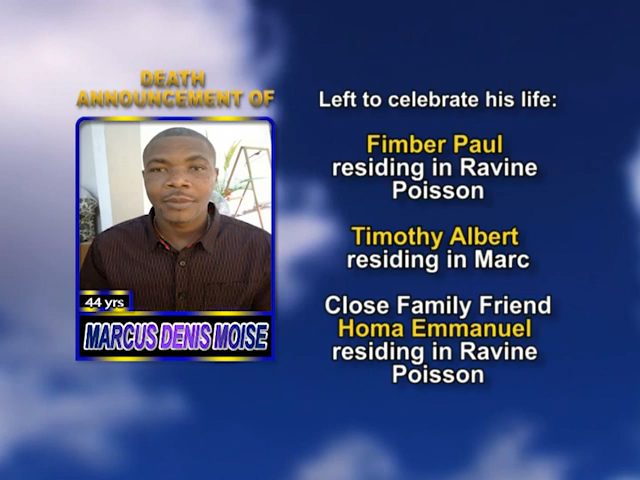 DEATH
ANNOUNCEMENT OF
44 yrs
MARCUS DENIS MOISE
Left to celebrate his life:
Fimber Paul
residing in Ravine
Poisson
Timothy Albert
residing in Marc
Close Family Friend
Homa Emmanuel
residing in Ravine
Poisson